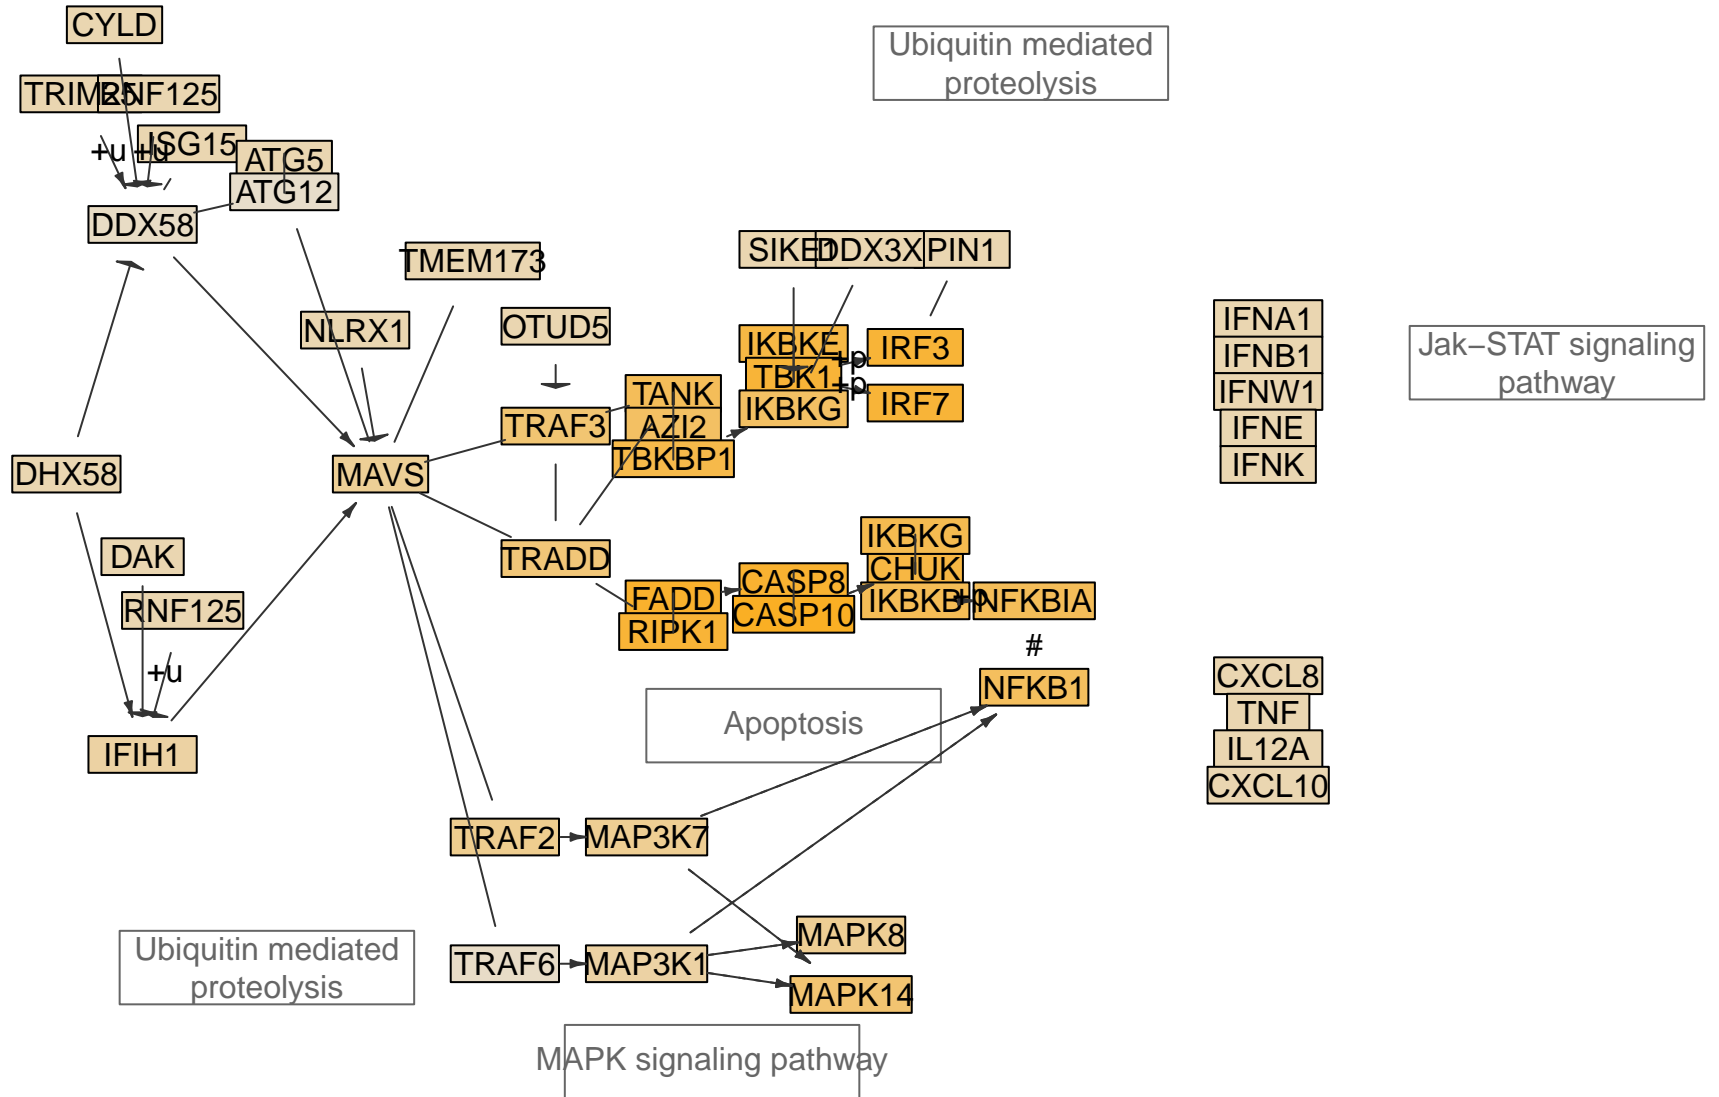 CYLD
Ubiquitin mediated
proteolysis
TRIM25
RNF125
ISG15
+u
+u
ATG5
ATG12
DDX58
TMEM173
SIKE1
DDX3X
PIN1
NLRX1
OTUD5
IKBKE
TBK1
IKBKG
+p
+p
IRF3
IRF7
IFNA1
IFNB1
IFNW1
IFNE
IFNK
Jak–STAT signaling
pathway
TANK
AZI2
TBKBP1
TRAF3
DHX58
MAVS
DAK
RNF125
+u
IFIH1
TRADD
FADD
RIPK1
CASP8
CASP10
IKBKG
CHUK
IKBKB
+p
NFKBIA
#
NFKB1
Apoptosis
CXCL8
TNF
IL12A
CXCL10
TRAF2
MAP3K7
TRAF6
MAP3K1
MAPK8
MAPK14
Ubiquitin mediated
proteolysis
MAPK signaling pathway